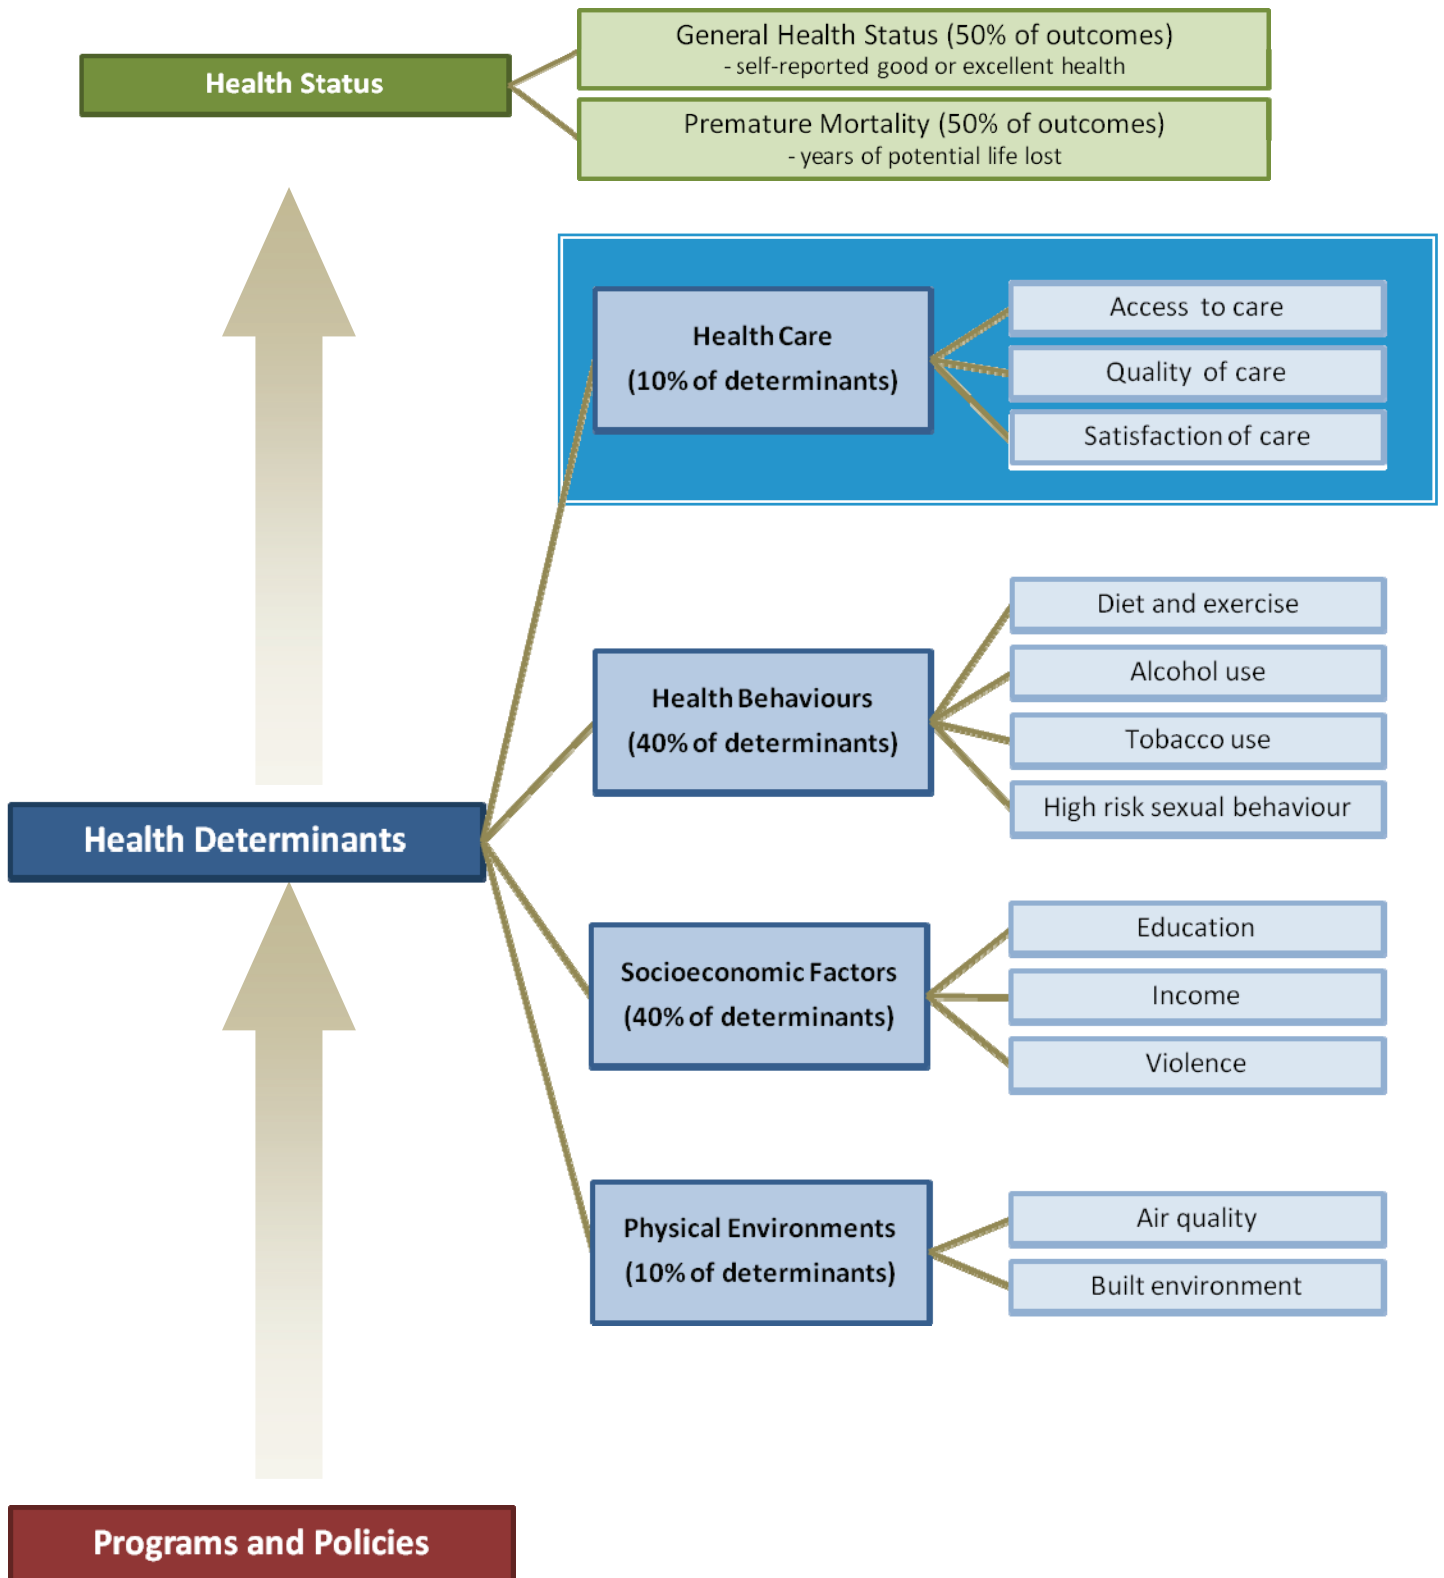 General Health Status (50% of outcomes)
- self-reported good or excellent health
Health Status
Premature Mortality (50% of outcomes)
- years of potential life lost
Health Care
(10% of determinants)
Access to care
Quality of care
Satisfaction of care
Health Behaviours
(40% of determinants)
Diet and exercise
Alcohol use
Tobacco use
High risk sexual behaviour
Health Determinants
Socioeconomic Factors
(40% of determinants)
Education
Income
Violence
Physical Environments
(10% of determinants)
Air quality
Built environment
Programs and Policies